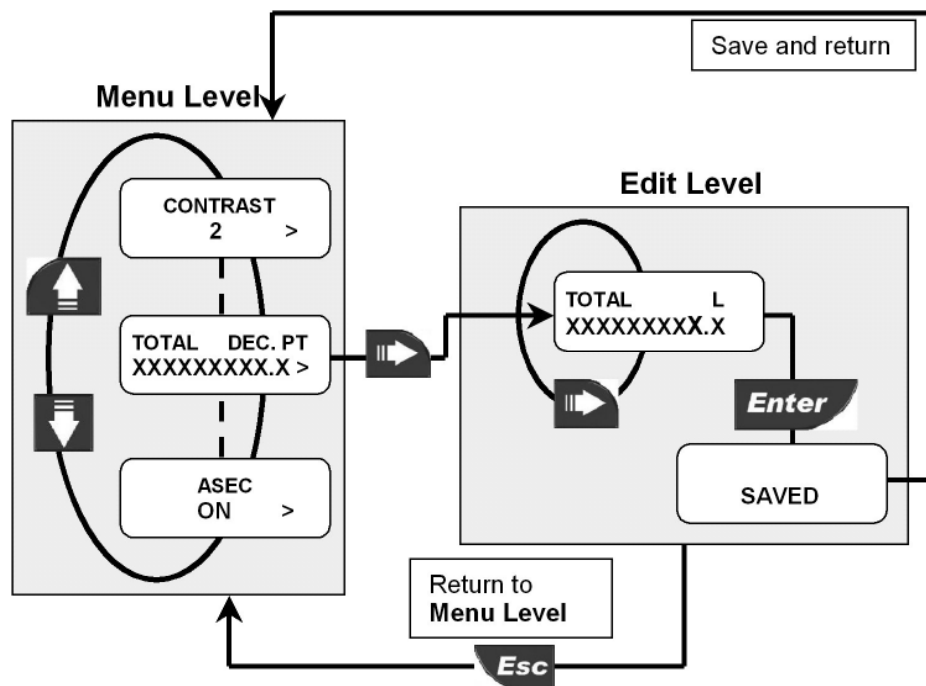 Save and return
Menu Level
CONTRAST
2 >
TOTAL DEC. PT
XXXXXXXXX.X >
ASEC
ON >
Edit Level
TOTAL L
XXXXXXXXX.X
Enter
SAVED
Return to
Menu Level
Esc